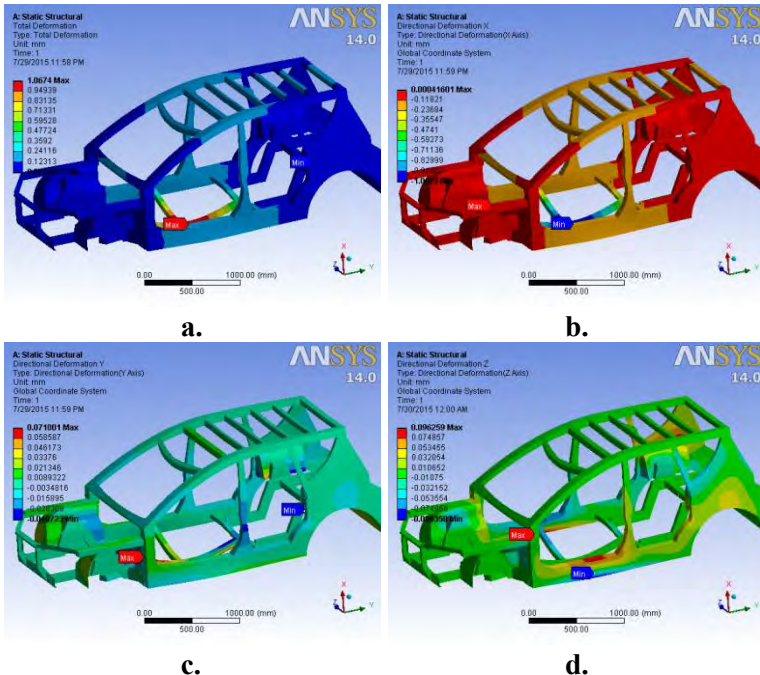 A: Static Structural
Total Deformation
Type: Total Deformation
Unit: mm
Time: 1
7/29/2015 11:58 PM
ANSYS
14.0
1.0674 Max
0.94939
0.83135
0.71331
0.59528
0.47724
0.3592
0.24116
0.12313
Min
Max
0.00
1000.00 (mm)
500.00
X
Z
Y
a.
A: Static Structural
Directional Deformation X
Type: Directional Deformation(X Axis)
Unit: mm
Global Coordinate System
Time: 1
7/29/2015 11:59 PM
ANSYS
14.0
0.00041601 Max
-0.11821
-0.23684
-0.35547
-0.4741
-0.59273
-0.71136
-0.82999
Max
Min
0.00
1000.00 (mm)
500.00
X
Z
Y
b.
A: Static Structural
Directional Deformation Y
Type: Directional Deformation(Y Axis)
Unit: mm
Global Coordinate System
Time: 1
7/29/2015 11:59 PM
ANSYS
14.0
0.071001 Max
0.058587
0.046173
0.03376
0.021346
0.0089322
-0.0034816
-0.015895
Min
Max
0.00
1000.00 (mm)
500.00
X
Z
Y
c.
A: Static Structural
Directional Deformation Z
Type: Directional Deformation(Z Axis)
Unit: mm
Global Coordinate System
Time: 1
7/30/2015 12:00 AM
ANSYS
14.0
0.096259 Max
0.074857
0.053455
0.032054
0.010652
-0.01075
-0.032152
-0.053554
Max
Min
0.00
1000.00 (mm)
500.00
X
Z
Y
d.